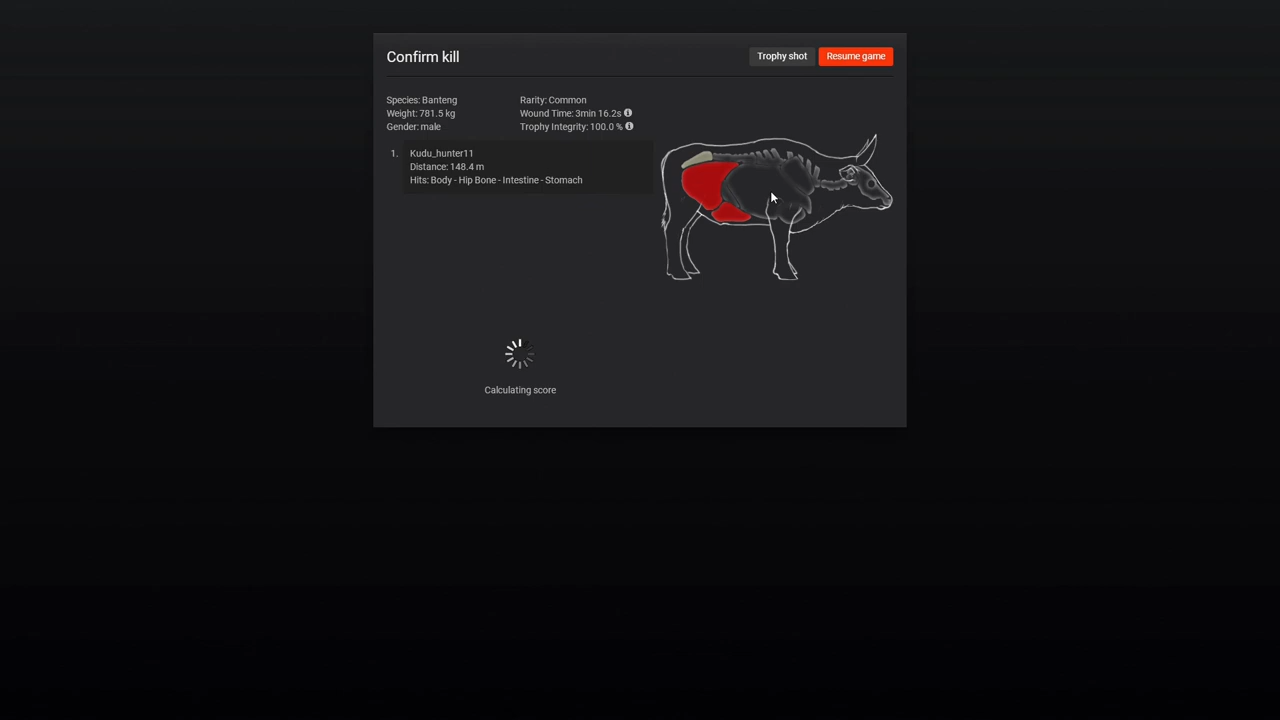 Confirm kill
Trophy shot
Resume game
Species: Banteng
Rarity: Common
Weight: 781.5 kg
Wound Time: 3min 16.2s
Gender: male
Trophy Integrity: 100.0 %
1. Kudu_hunter11
Distance: 148.4 m
Hits: Body - Hip Bone - Intestine - Stomach
Calculating score